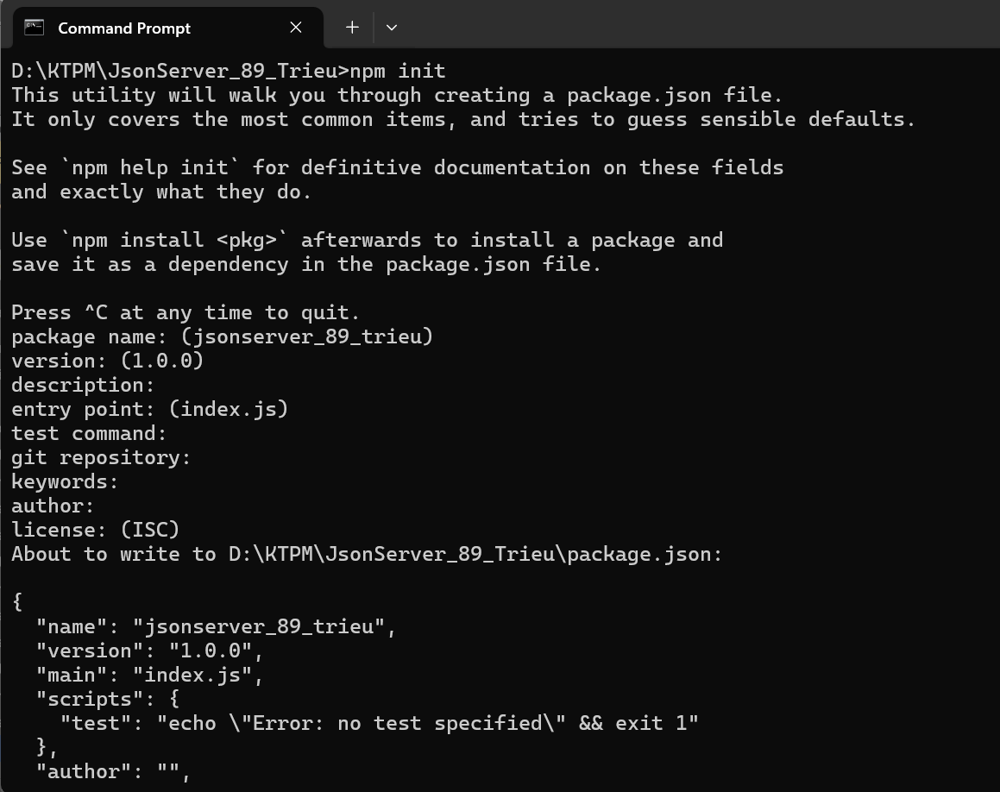 Command Prompt
D:\KTPM\JsonServer_89_Trieu>npm init
This utility will walk you through creating a package.json file.
It only covers the most common items, and tries to guess sensible defaults.
See `npm help init` for definitive documentation on these fields
and exactly what they do.
Use `npm install <pkg>` afterwards to install a package and
save it as a dependency in the package.json file.
Press ^C at any time to quit.
package name: (jsonserver_89_trieu)
version: (1.0.0)
description:
entry point: (index.js)
test command:
git repository:
keywords:
author:
license: (ISC)
About to write to D:\KTPM\JsonServer_89_Trieu\package.json:
{
  "name": "jsonserver_89_trieu",
  "version": "1.0.0",
  "main": "index.js",
  "scripts": {
    "test": "echo \"Error: no test specified\" && exit 1"
  },
  "author": "",